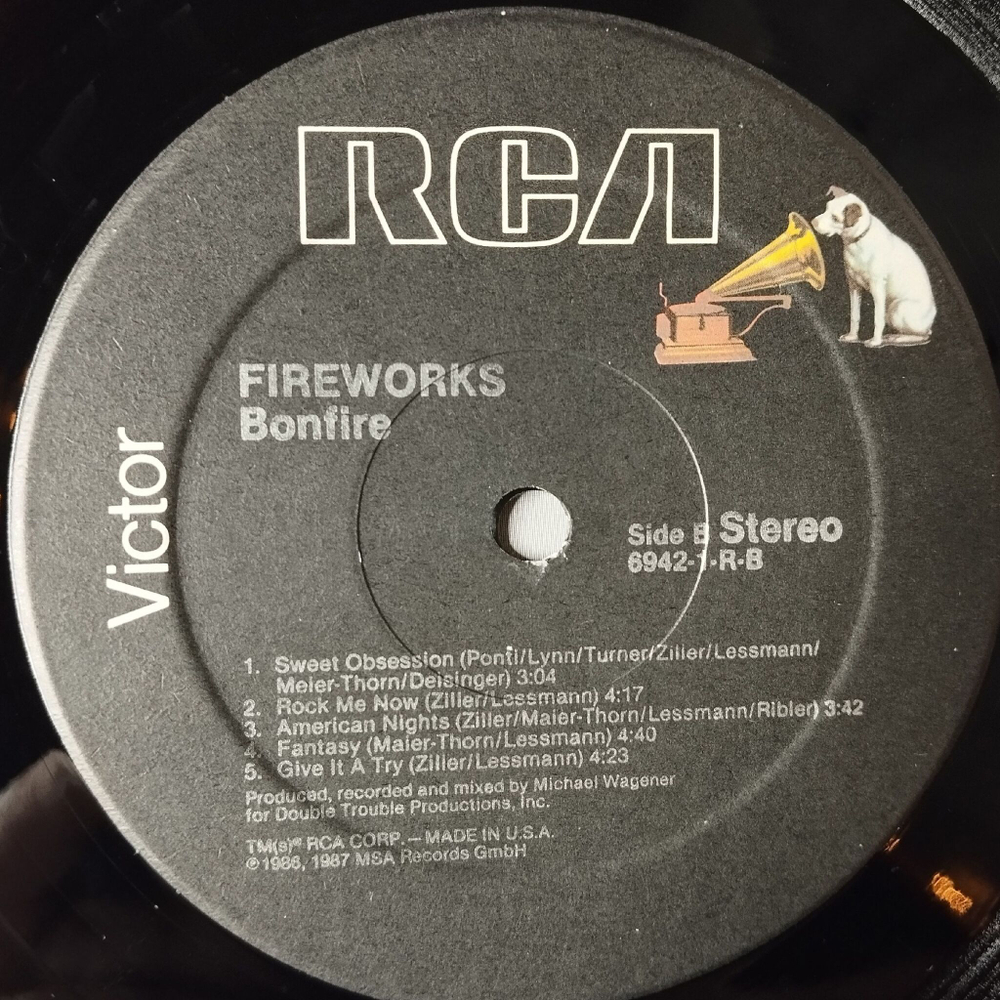 RCA
Victor
FIREWORKS
Bonfire
Side B Stereo
6942-1-R-B
1. Sweet Obsession (Ponti/Lynn/Turner/Ziller/Lessmann/
Meier-Thorn/Deisinger) 3:04
2. Rock Me Now (Ziller/Lessmann) 4:17
3. American Nights (Ziller/Maier-Thorn/Lessmann/Ribler) 3:42
4. Fantasy (Maier-Thorn/Lessmann) 4:40
5. Give It A Try (Ziller/Lessmann) 4:23
Produced, recorded and mixed by Michael Wagener
for Double Trouble Productions, Inc.
TM(s)® RCA CORP. — MADE IN U.S.A.
℗1986, 1987 MSA Records GmbH